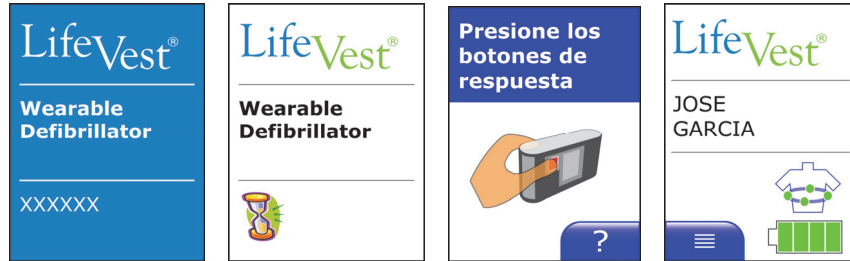 LifeVest®
Wearable
Defibrillator
XXXXXX
LifeVest®
Wearable
Defibrillator
Presione los
botones de
respuesta
?
LifeVest®
JOSE
GARCIA